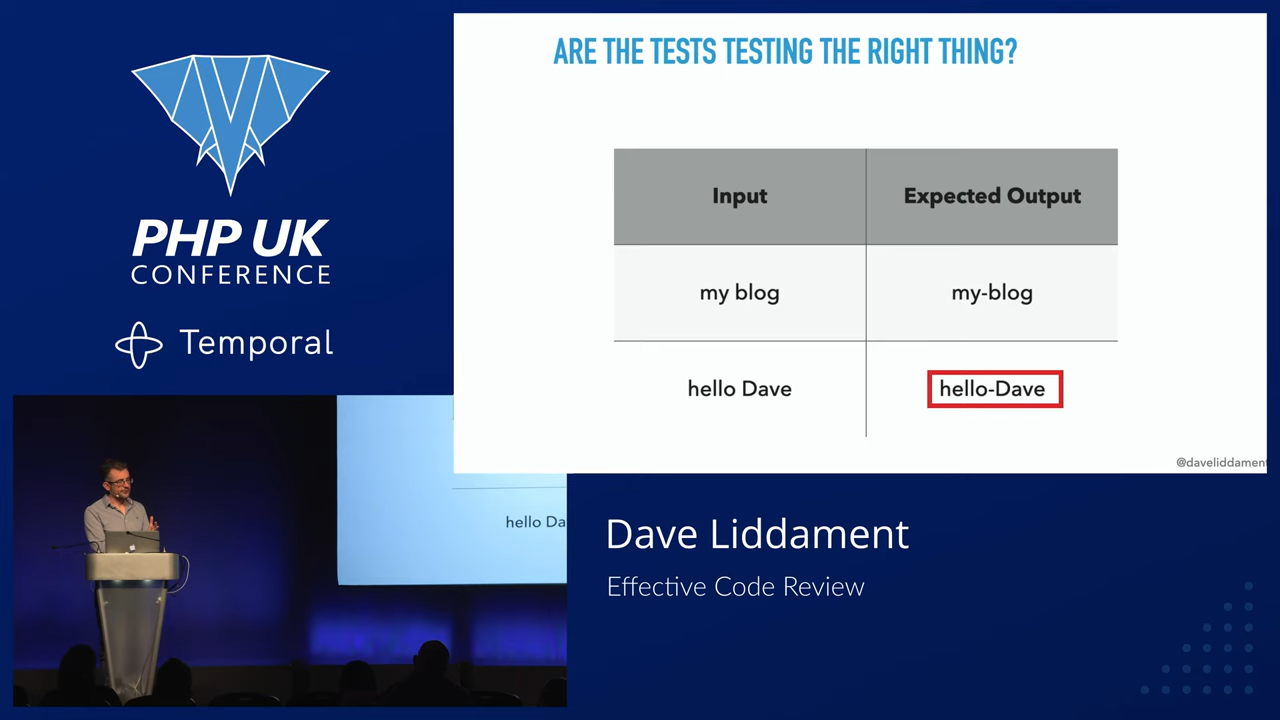 PHP UK
CONFERENCE
Temporal
ARE THE TESTS TESTING THE RIGHT THING?
Input Expected Output
my blog my-blog
hello Dave hello-Dave
@daveliddament
hello Da
Dave Liddament
Effective Code Review